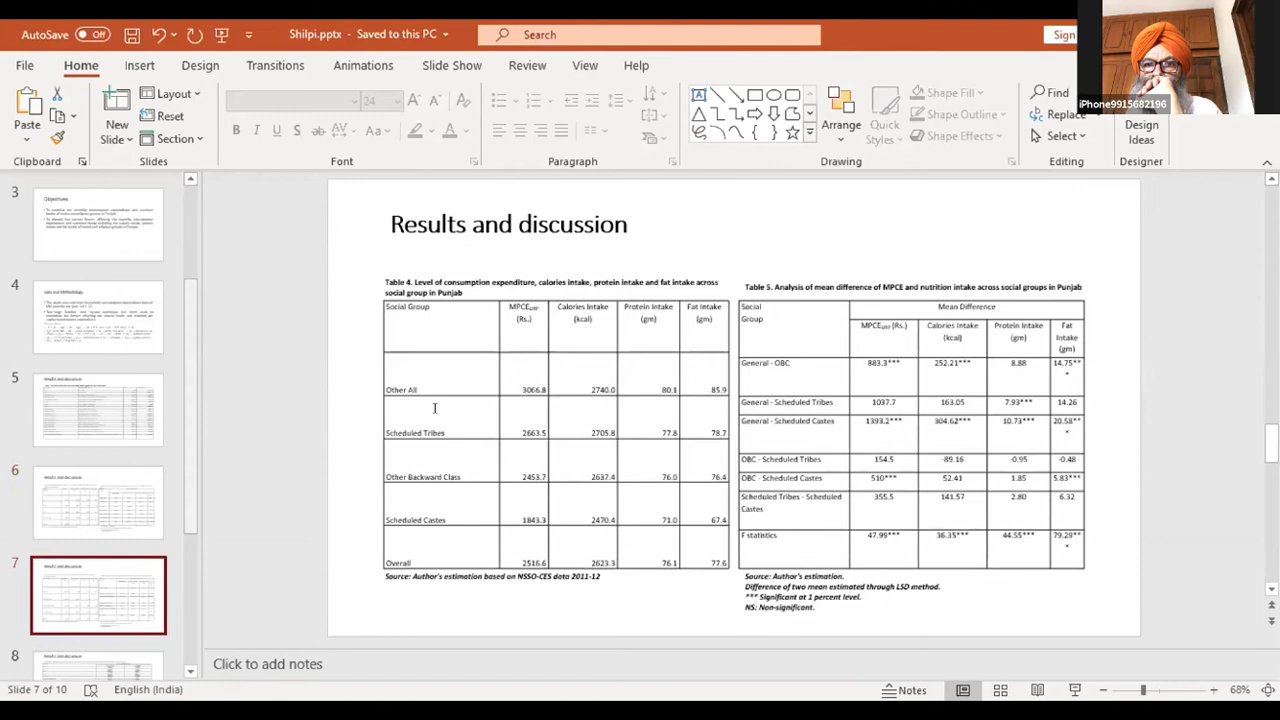 AutoSave Off Shilpi.pptx - Saved to this PC Search Sign
File Home Insert Design Transitions Animations Slide Show Review View Help
iPhone9915682196
Paste New Slide Layout Reset Section 24 Aa Arrange Quick Styles Shape Fill Shape Outline Shape Effects Find Replace Select Design Ideas
Clipboard Slides Font Paragraph Drawing Editing Designer
3
4
5
6
7
8
Results and discussion
Table 4. Level of consumption expenditure, calories intake, protein intake and fat intake across
social group in Punjab
Social Group MPCE (Rs.) Calories Intake (kcal) Protein Intake (gm) Fat Intake (gm)
Other All 3066.8 2740.0 80.1 85.9
Scheduled Tribes 2663.5 2705.8 77.8 78.7
Other Backward Class 2453.7 2637.4 76.0 76.4
Scheduled Castes 1843.3 2470.4 71.0 67.4
Overall 2516.6 2623.3 76.1 77.6
Source: Author's estimation based on NSSO-CES data 2011-12
Table 5. Analysis of mean difference of MPCE and nutrition intake across social groups in Punjab
Social Group Mean Difference
MPCE (Rs.) Calories Intake (kcal) Protein Intake (gm) Fat Intake (gm)
General - OBC 883.3*** 252.21*** 8.88 14.75***
General - Scheduled Tribes 1037.7 163.05 7.93*** 14.26
General - Scheduled Castes 1393.2*** 304.62*** 10.73*** 20.58***
OBC - Scheduled Tribes 154.5 -89.16 -0.95 -0.48
OBC - Scheduled Castes 510*** 52.41 1.85 5.83***
Scheduled Tribes - Scheduled Castes 355.5 141.57 2.80 6.32
F statistics 47.99*** 36.35*** 44.55*** 79.29***
Source: Author's estimation.
Difference of two mean estimated through LSD method.
*** Significant at 1 percent level.
NS: Non-significant.
Click to add notes
Slide 7 of 10 English (India) Notes 68%